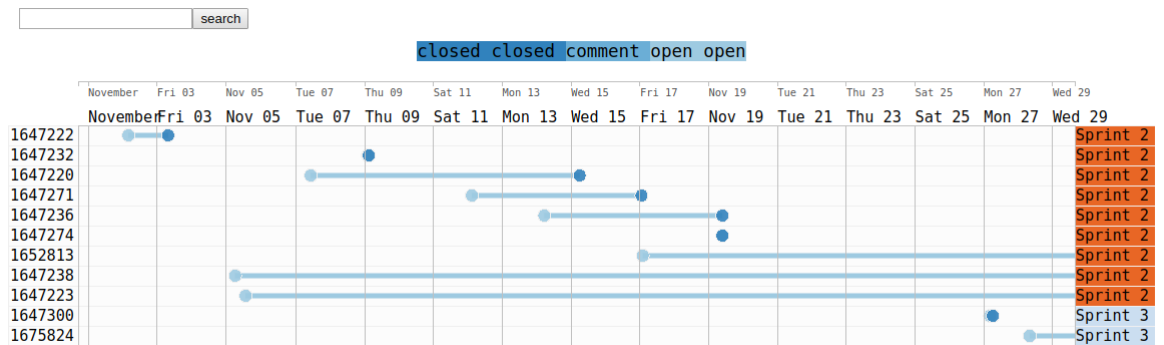 search
closed closed comment open open
November Fri 03 Nov 05 Tue 07 Thu 09 Sat 11 Mon 13 Wed 15 Fri 17 Nov 19 Tue 21 Thu 23 Sat 25 Mon 27 Wed 29
November Fri 03 Nov 05 Tue 07 Thu 09 Sat 11 Mon 13 Wed 15 Fri 17 Nov 19 Tue 21 Thu 23 Sat 25 Mon 27 Wed 29
1647222 Sprint 2
1647232 Sprint 2
1647220 Sprint 2
1647271 Sprint 2
1647236 Sprint 2
1647274 Sprint 2
1652813 Sprint 2
1647238 Sprint 2
1647223 Sprint 2
1647300 Sprint 3
1675824 Sprint 3